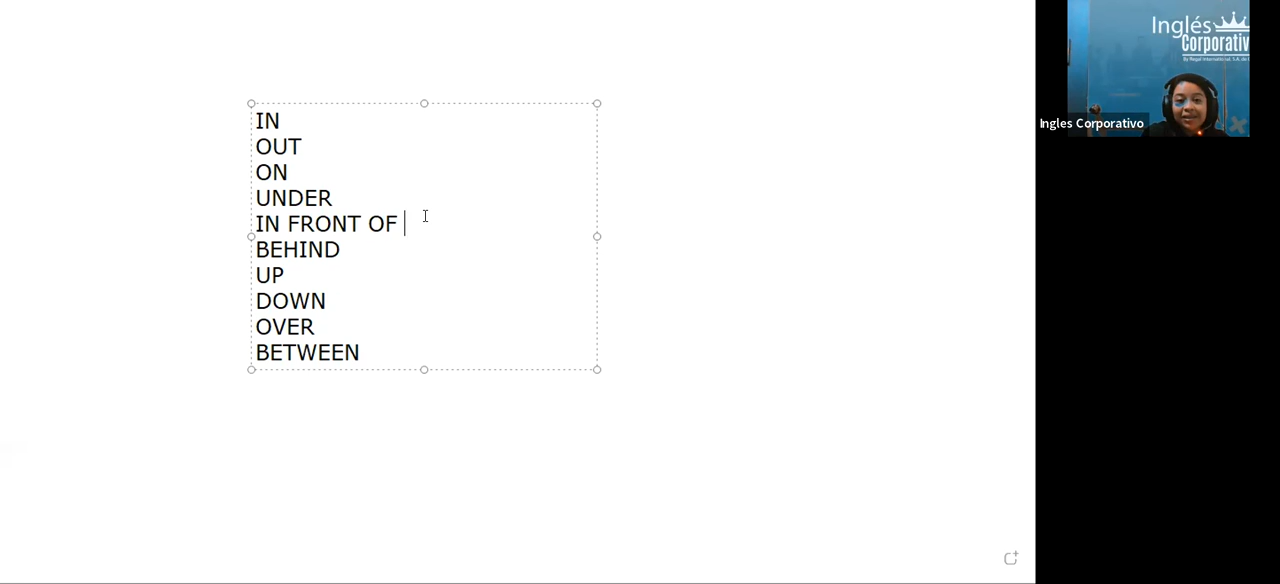 IN
OUT
ON
UNDER
IN FRONT OF
BEHIND
UP
DOWN
OVER
BETWEEN
Inglés
Corporativ
Ingles Corporativo